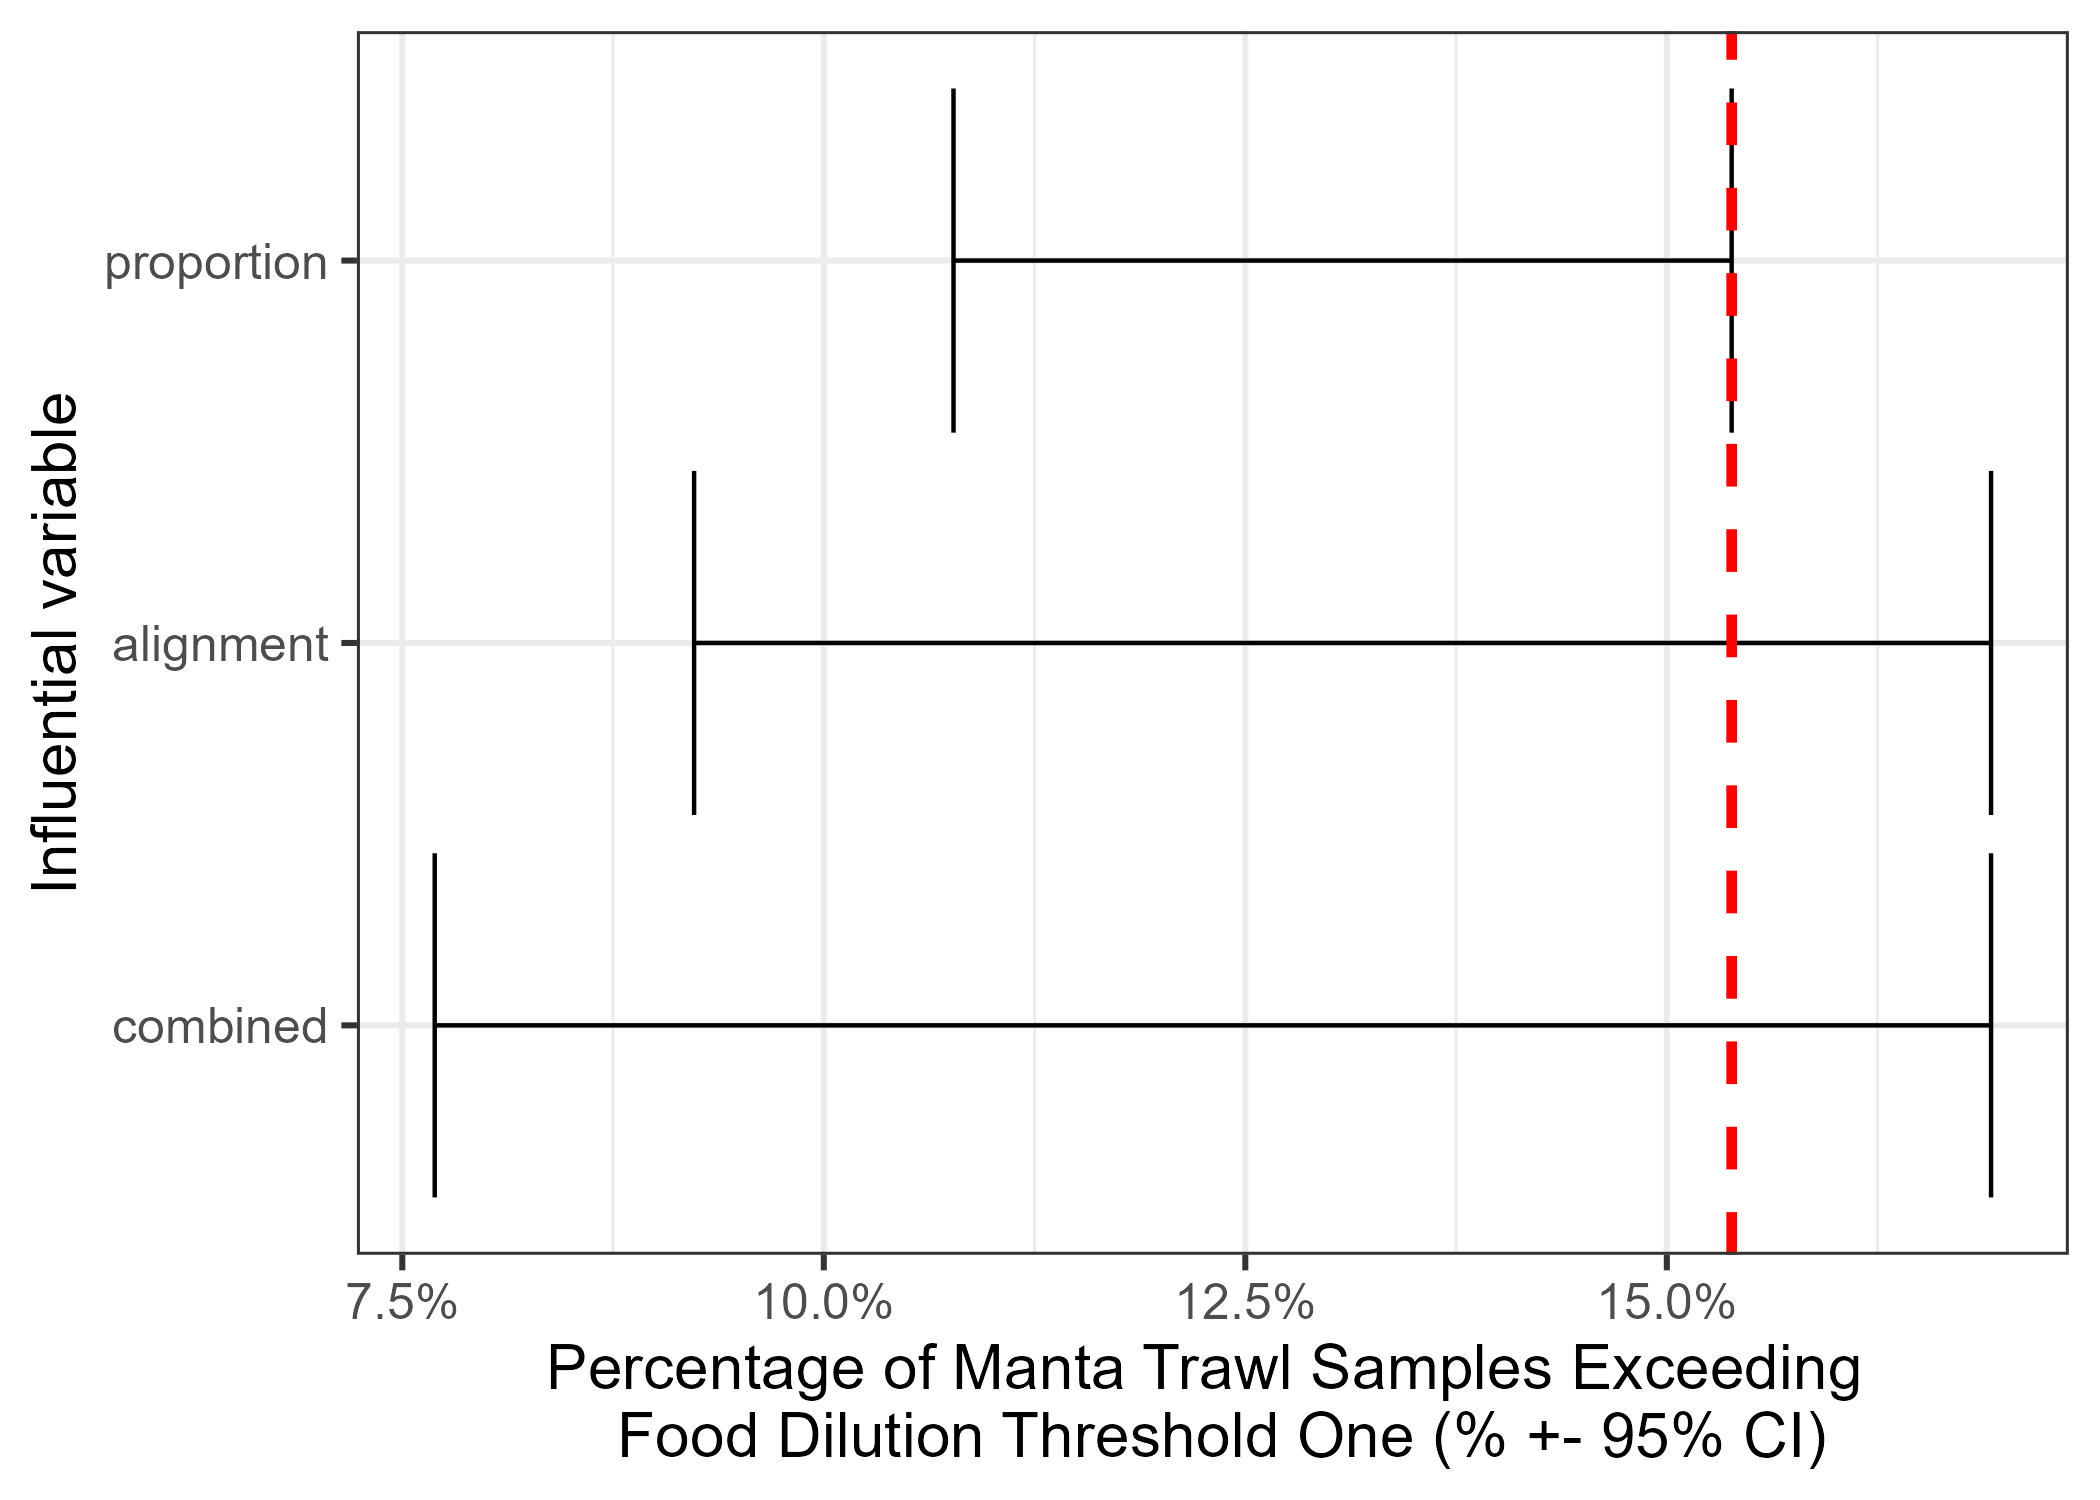 Influential variable
proportion
alignment
combined
7.5% 10.0% 12.5% 15.0%
Percentage of Manta Trawl Samples Exceeding
Food Dilution Threshold One (% +- 95% CI)